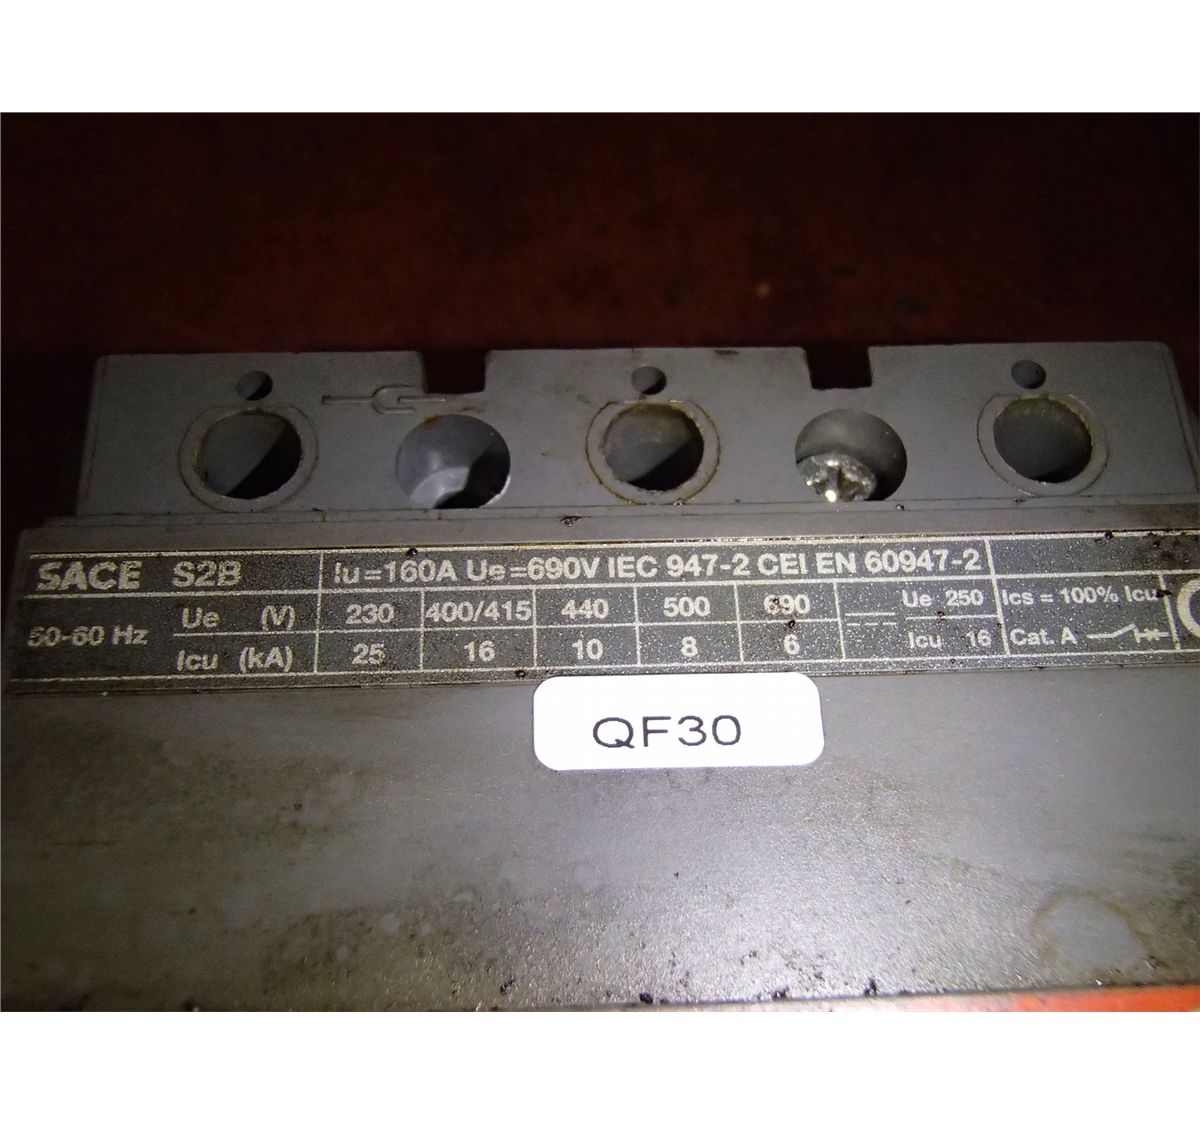 SACE S2B Iu=160A Ue=690V IEC 947-2 CEI EN 60947-2
50-60 Hz Ue (V) 230 400/415 440 500 690 Ue 250 Ics = 100% Icu
Icu (kA) 25 16 10 8 6 Icu 16 Cat. A
QF30